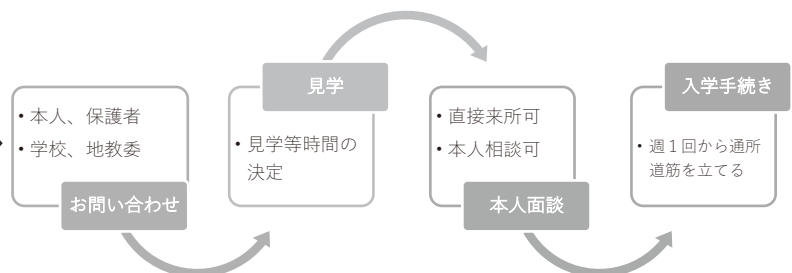 ・本人、保護者
・学校、地教委
お問い合わせ
見学
・見学等時間の
決定
・直接来所可
・本人相談可
本人面談
入学手続き
・週１回から通所
道筋を立てる